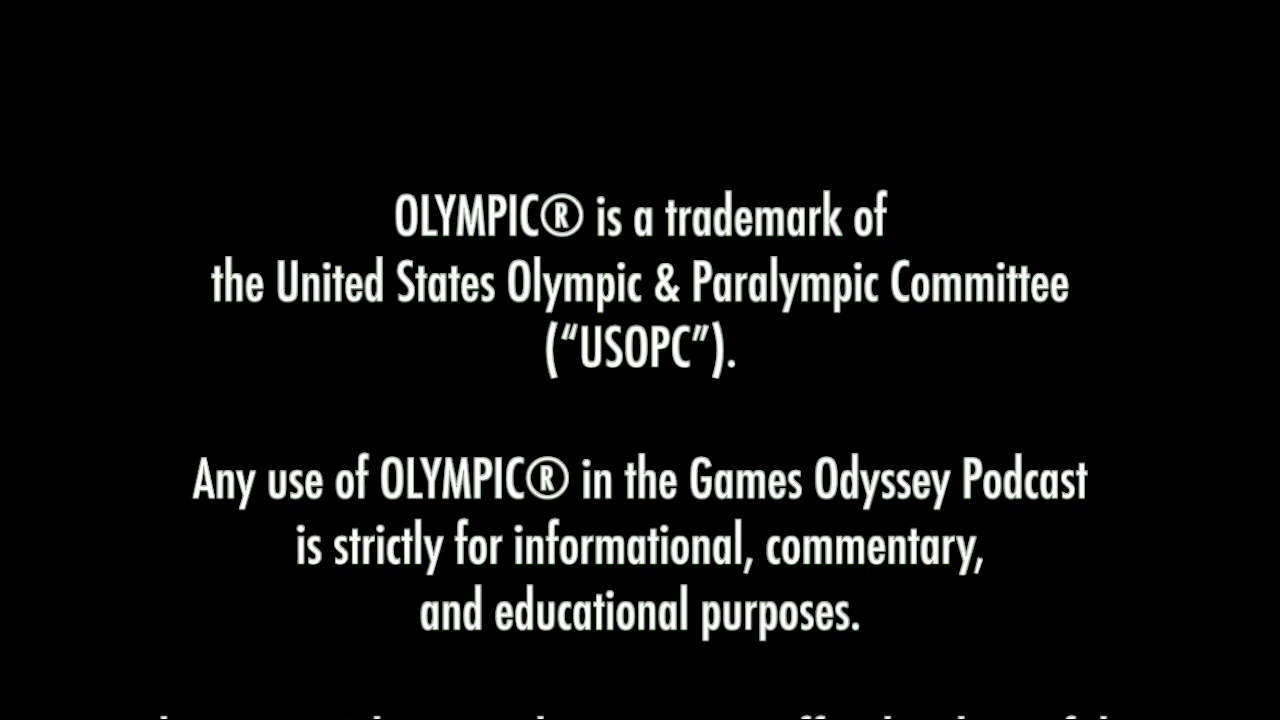 OLYMPIC® is a trademark of
the United States Olympic & Paralympic Committee
(“USOPC”).
Any use of OLYMPIC® in the Games Odyssey Podcast
is strictly for informational, commentary,
and educational purposes.